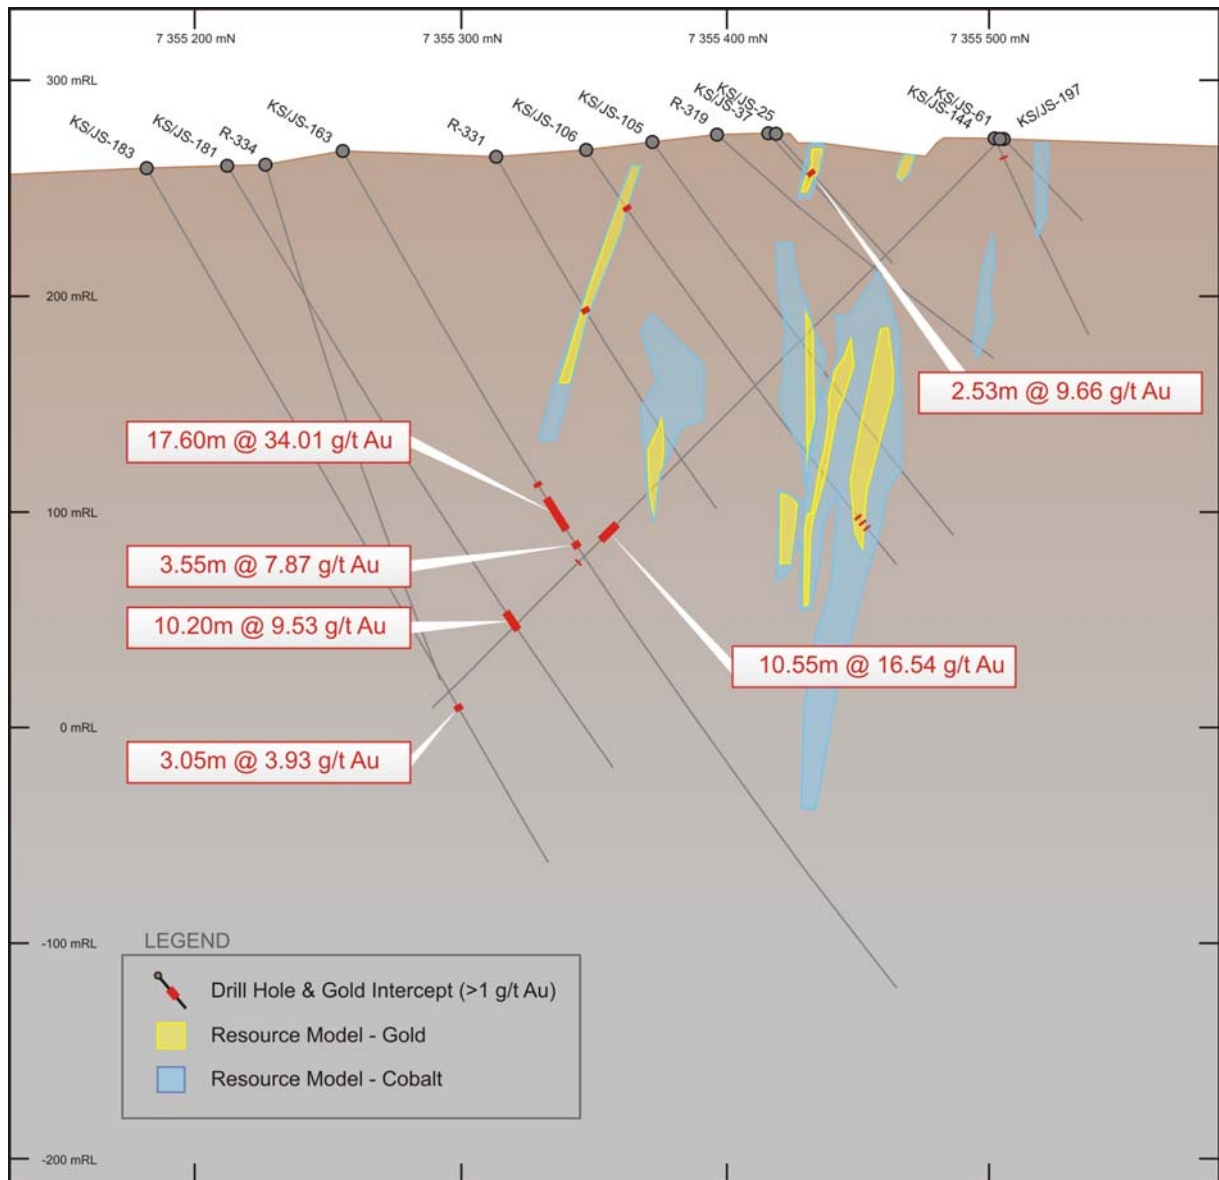 7 355 200 mN
7 355 300 mN
7 355 400 mN
7 355 500 mN
300 mRL
KS/JS-183
KS/JS-181
R-334
KS/JS-163
R-331
KS/JS-106
KS/JS-105
R-319
KS/JS-37
KS/JS-25
KS/JS-144
KS/JS-61
KS/JS-197
200 mRL
2.53m @ 9.66 g/t Au
17.60m @ 34.01 g/t Au
100 mRL
3.55m @ 7.87 g/t Au
10.20m @ 9.53 g/t Au
10.55m @ 16.54 g/t Au
0 mRL
3.05m @ 3.93 g/t Au
-100 mRL
LEGEND
Drill Hole & Gold Intercept (>1 g/t Au)
Resource Model - Gold
Resource Model - Cobalt
-200 mRL